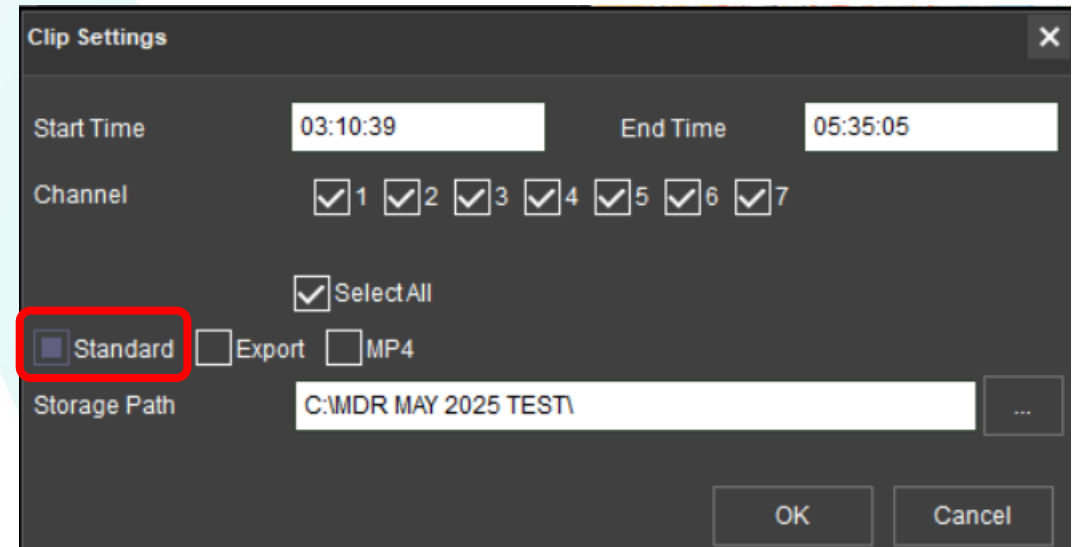 Clip Settings
Start Time 03:10:39 End Time 05:35:05
Channel 1 2 3 4 5 6 7
Select All
Standard Export MP4
Storage Path C:\MDR MAY 2025 TEST\ ...
OK Cancel